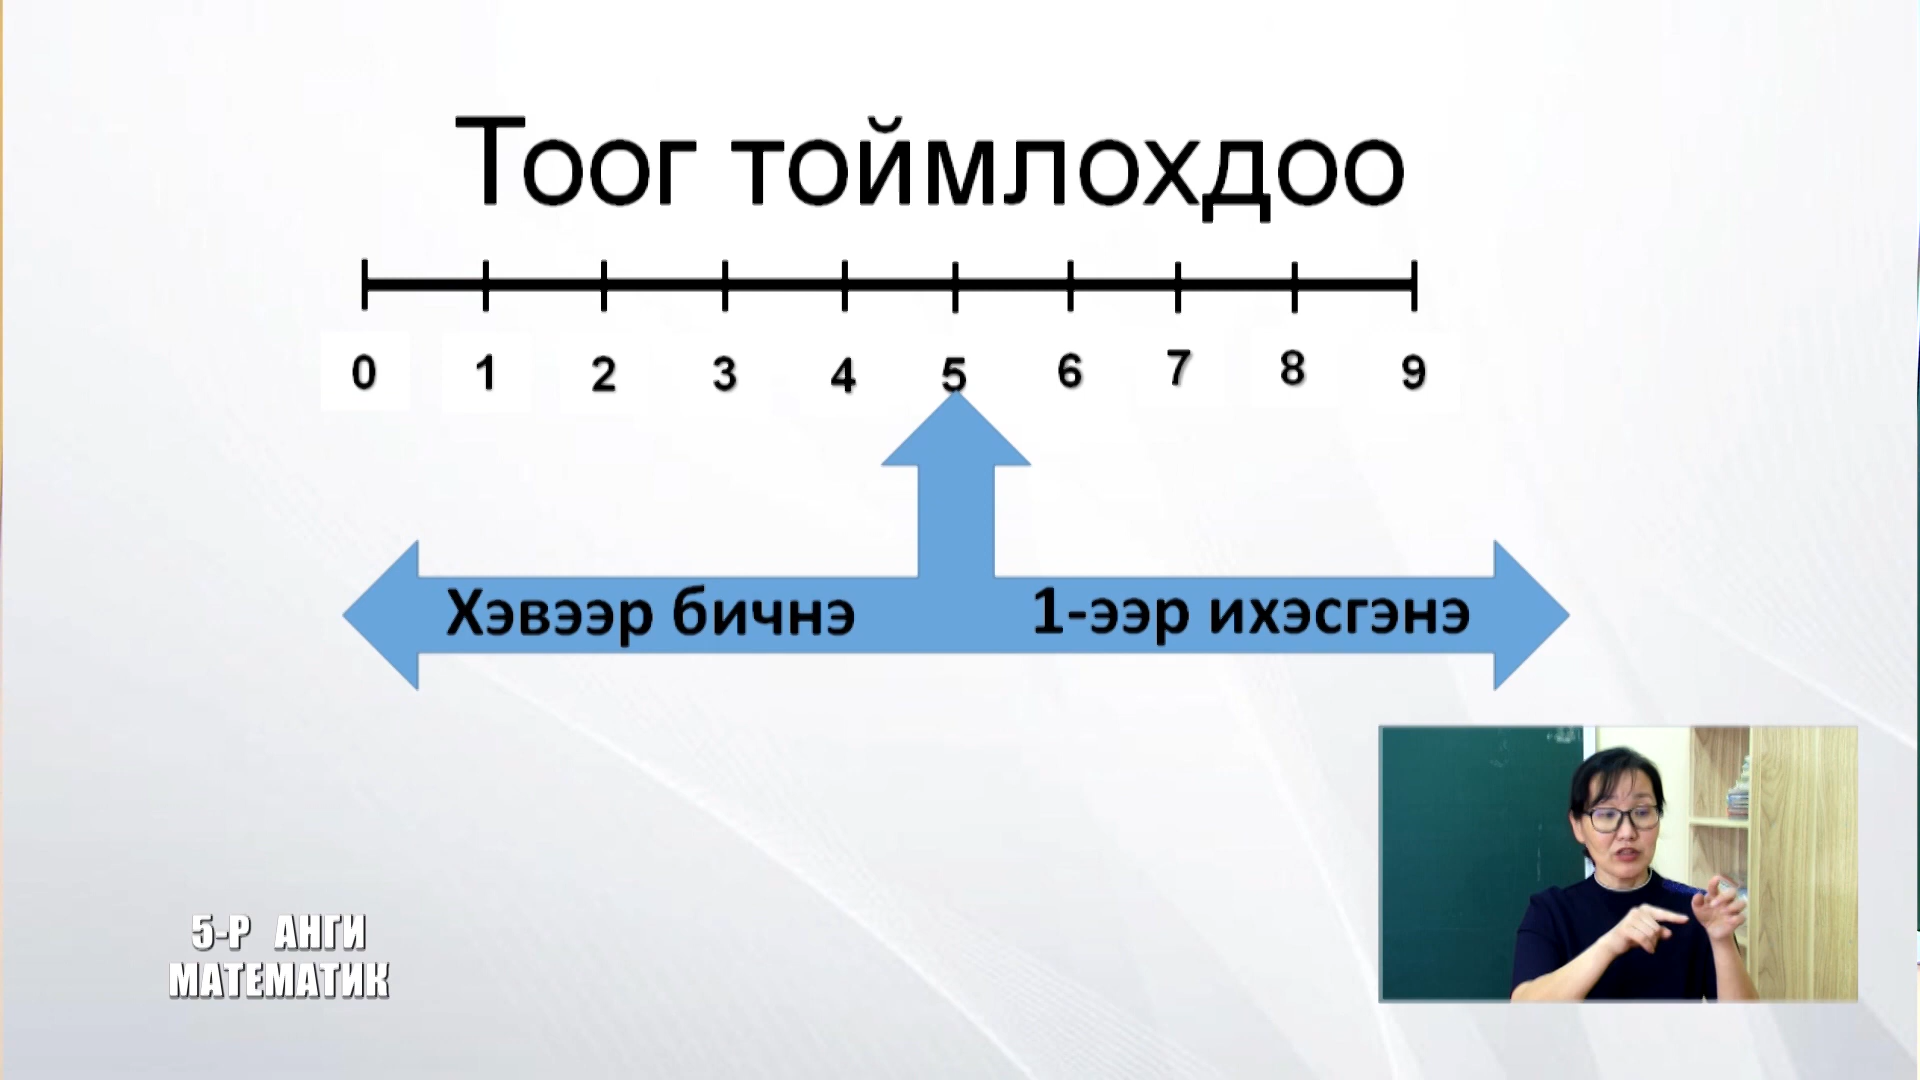 Тоог тоймлохдоо
0 1 2 3 4 5 6 7 8 9
Хэвээр бичнэ 1-ээр ихэсгэнэ
5-Р АНГИ
МАТЕМАТИК